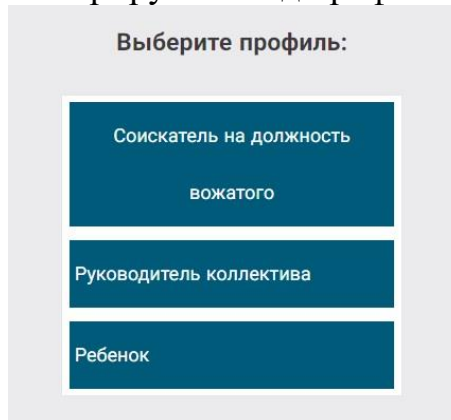 Выберите профиль:
Соискатель на должность
вожатого
Руководитель коллектива
Ребенок